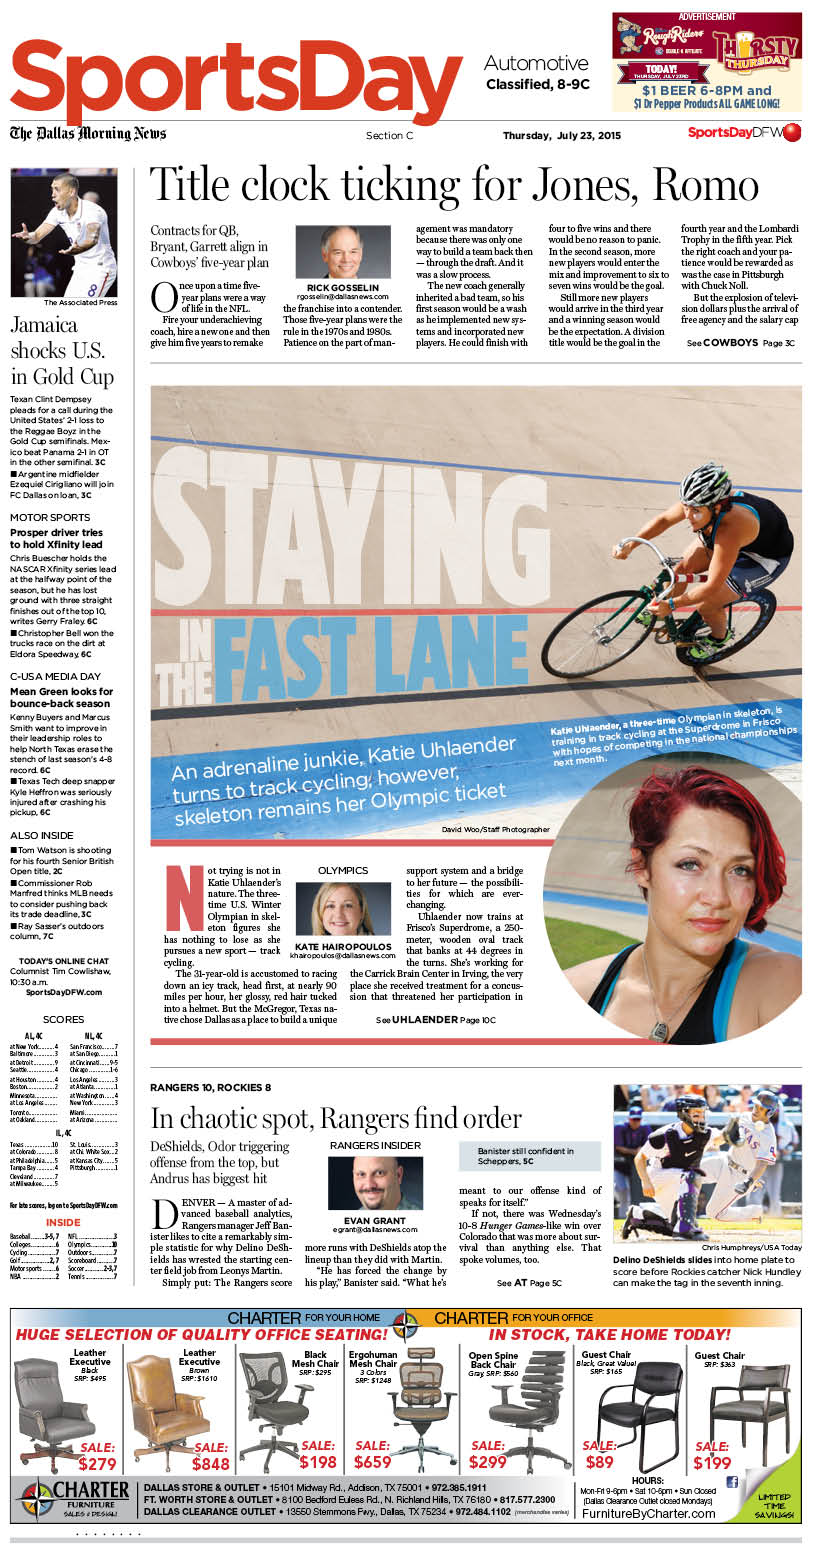 SportsDay
Automotive
Classified, 8-9C
ADVERTISEMENT
RoughRiders
DOUBLE-A AFFILIATE
THIRSTY
THURSDAY
TODAY!
THURSDAY, JULY 23RD
$1 BEER 6-8PM and
$1 Dr Pepper Products ALL GAME LONG!
The Dallas Morning News
Section C
Thursday, July 23, 2015
SportsDayDFW
The Associated Press
Jamaica
shocks U.S.
in Gold Cup
Texan Clint Dempsey
pleads for a call during the
United States' 2-1 loss to
the Reggae Boyz in the
Gold Cup semifinals. Mex-
ico beat Panama 2-1 in OT
in the other semifinal. 3C
■ Argentine midfielder
Ezequiel Cirigliano will join
FC Dallas on loan, 3C
MOTOR SPORTS
Prosper driver tries
to hold Xfinity lead
Chris Buescher holds the
NASCAR Xfinity series lead
at the halfway point of the
season, but he has lost
ground with three straight
finishes out of the top 10,
writes Gerry Fraley. 6C
■ Christopher Bell won the
trucks race on the dirt at
Eldora Speedway, 6C
C-USA MEDIA DAY
Mean Green looks for
bounce-back season
Kenny Buyers and Marcus
Smith want to improve in
their leadership roles to
help North Texas erase the
stench of last season's 4-8
record. 6C
■ Texas Tech deep snapper
Kyle Heffron was seriously
injured after crashing his
pickup, 6C
ALSO INSIDE
■ Tom Watson is shooting
for his fourth Senior British
Open title, 2C
■ Commissioner Rob
Manfred thinks MLB needs
to consider pushing back
its trade deadline, 3C
■ Ray Sasser's outdoors
column, 7C
TODAY'S ONLINE CHAT
Columnist Tim Cowlishaw,
10:30 a.m.
SportsDayDFW.com
SCORES
AL, 4C
at New York 4
Baltimore 3
at Detroit 9
Seattle 4
at Houston 4
Boston 2
Minnesota
at Los Angeles
Toronto
at Oakland
NL, 4C
San Francisco 7
at San Diego 1
at Cincinnati 9-5
Chicago 1-6
Los Angeles 3
at Atlanta 1
at Washington 4
New York 3
Miami
at Arizona
IL, 4C
Texas 10
at Colorado 8
at Philadelphia 5
Tampa Bay 4
Cleveland 7
at Milwaukee 5
St. Louis 3
at Chi. White Sox 2
at Kansas City 5
Pittsburgh 1
For late scores, log on to SportsDayDFW.com
INSIDE
Baseball 3-5, 7
Colleges 6
Cycling 7
Golf 2, 7
Motor sports 6
NBA 2
NFL 3
Olympics 10
Outdoors 7
Scoreboard 7
Soccer 2-3, 7
Tennis 7
Title clock ticking for Jones, Romo
Contracts for QB,
Bryant, Garrett align in
Cowboys' five-year plan
Once upon a time five-
year plans were a way
of life in the NFL.
Fire your underachieving
coach, hire a new one and then
give him five years to remake
RICK GOSSELIN
rgosselin@dallasnews.com
the franchise into a contender.
Those five-year plans were the
rule in the 1970s and 1980s.
Patience on the part of man-
agement was mandatory
because there was only one
way to build a team back then
— through the draft. And it
was a slow process.
The new coach generally
inherited a bad team, so his
first season would be a wash
as he implemented new sys-
tems and incorporated new
players. He could finish with
four to five wins and there
would be no reason to panic.
In the second season, more
new players would enter the
mix and improvement to six to
seven wins would be the goal.
Still more new players
would arrive in the third year
and a winning season would
be the expectation. A division
title would be the goal in the
fourth year and the Lombardi
Trophy in the fifth year. Pick
the right coach and your pa-
tience would be rewarded as
was the case in Pittsburgh
with Chuck Noll.
But the explosion of televi-
sion dollars plus the arrival of
free agency and the salary cap
See COWBOYS Page 3C
STAYING
IN THE
FAST LANE
An adrenaline junkie, Katie Uhlaender
turns to track cycling; however,
skeleton remains her Olympic ticket
Katie Uhlaender, a three-time Olympian in skeleton, is
training in track cycling at the Superdrome in Frisco
with hopes of competing in the national championships
next month.
David Woo/Staff Photographer
Not trying is not in
Katie Uhlaender's
nature. The three-
time U.S. Winter
Olympian in skel-
eton figures she
has nothing to lose as she
pursues a new sport — track
cycling.
The 31-year-old is accustomed to racing
down an icy track, head first, at nearly 90
miles per hour, her glossy, red hair tucked
into a helmet. But the McGregor, Texas na-
tive chose Dallas as a place to build a unique
OLYMPICS
KATE HAIROPOULOS
khairopoulos@dallasnews.com
support system and a bridge
to her future — the possibili-
ties for which are ever-
changing.
Uhlaender now trains at
Frisco's Superdrome, a 250-
meter, wooden oval track
that banks at 44 degrees in
the turns. She's working for
the Carrick Brain Center in Irving, the very
place she received treatment for a concus-
sion that threatened her participation in
See UHLAENDER Page 10C
RANGERS 10, ROCKIES 8
In chaotic spot, Rangers find order
DeShields, Odor triggering
offense from the top, but
Andrus has biggest hit
DENVER — A master of ad-
vanced baseball analytics,
Rangers manager Jeff Ban-
ister likes to cite a remarkably sim-
ple statistic for why Delino DeSh-
ields has wrested the starting cen-
ter field job from Leonys Martin.
Simply put: The Rangers score
RANGERS INSIDER
EVAN GRANT
egrant@dallasnews.com
more runs with DeShields atop the
lineup than they did with Martin.
"He has forced the change by
his play," Banister said. "What he's
Banister still confident in
Scheppers, 5C
meant to our offense kind of
speaks for itself."
If not, there was Wednesday's
10-8 Hunger Games-like win over
Colorado that was more about sur-
vival than anything else. That
spoke volumes, too.
See AT Page 5C
Chris Humphreys/USA Today
Delino DeShields slides into home plate to
score before Rockies catcher Nick Hundley
can make the tag in the seventh inning.
CHARTER FOR YOUR HOME
CHARTER FOR YOUR OFFICE
HUGE SELECTION OF QUALITY OFFICE SEATING!
IN STOCK, TAKE HOME TODAY!
Leather
Executive
Black
SRP: $495
SALE:
$279
Leather
Executive
Brown
SRP: $1610
SALE:
$848
Black
Mesh Chair
SRP: $295
SALE:
$198
Ergohuman
Mesh Chair
3 Colors
SRP: $1248
SALE:
$659
Open Spine
Back Chair
Gray, SRP: $560
SALE:
$299
Guest Chair
Black, Great Value!
SRP: $165
SALE:
$89
Guest Chair
SRP: $363
SALE:
$199
CHARTER
FURNITURE
SALES & DESIGN!
DALLAS STORE & OUTLET • 15101 Midway Rd., Addison, TX 75001 • 972.385.1911
FT. WORTH STORE & OUTLET • 8100 Bedford Euless Rd., N. Richland Hills, TX 76180 • 817.577.2300
DALLAS CLEARANCE OUTLET • 13550 Stemmons Fwy., Dallas, TX 75234 • 972.484.1102 (merchandise varies)
HOURS:
Mon-Fri 9-6pm • Sat 10-6pm • Sun Closed
(Dallas Clearance Outlet closed Mondays)
FurnitureByCharter.com
LIMITED
TIME
SAVINGS!